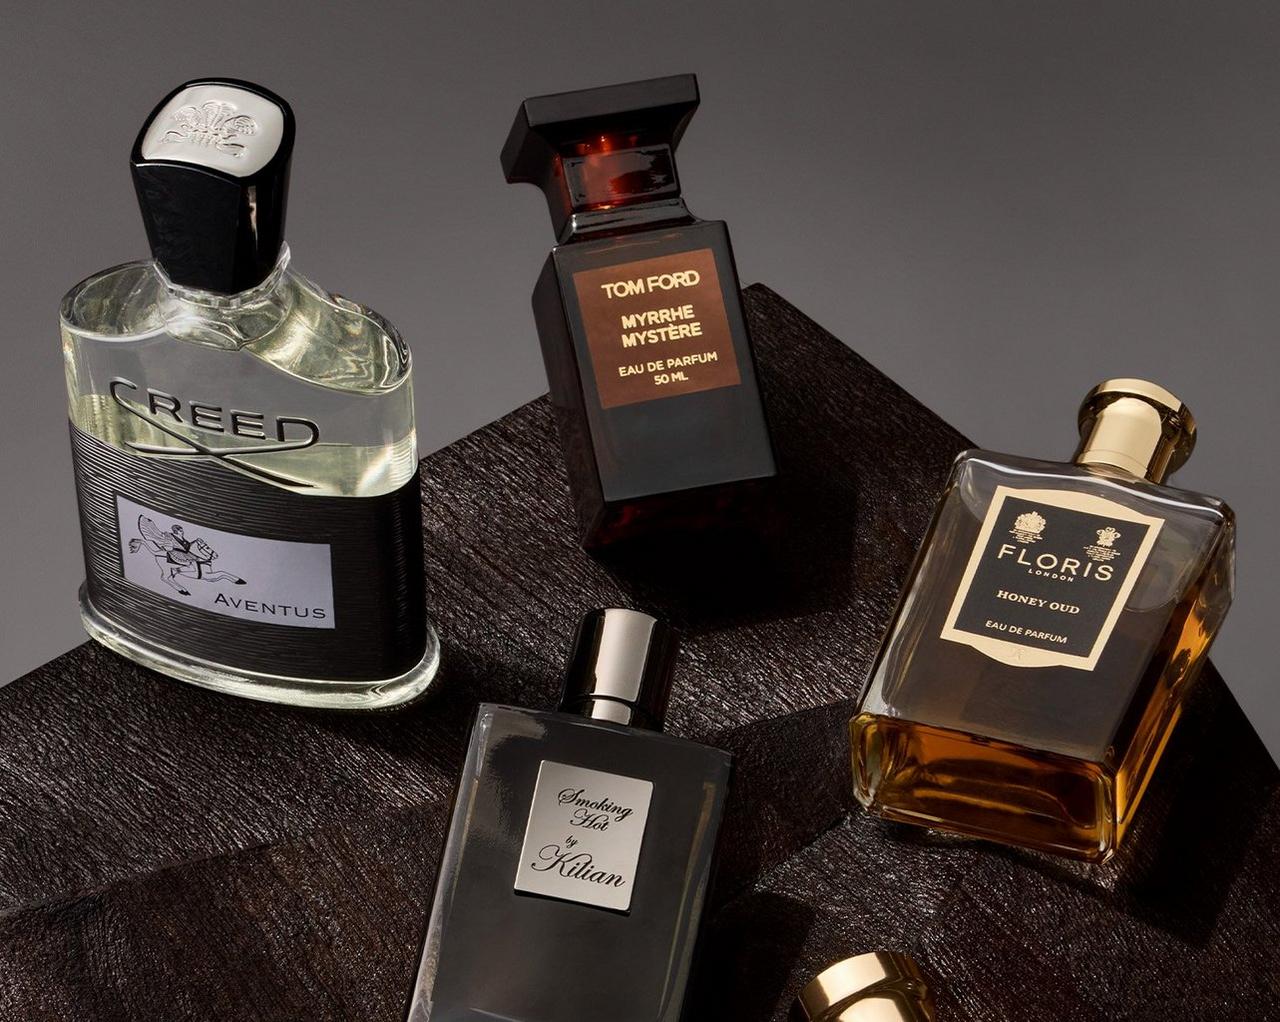 CREED
AVENTUS
TOM FORD
MYRRHE
MYSTÈRE
EAU DE PARFUM
50 ML
Smoking
Hot
by
Kilian
FLORIS
LONDON
HONEY OUD
EAU DE PARFUM